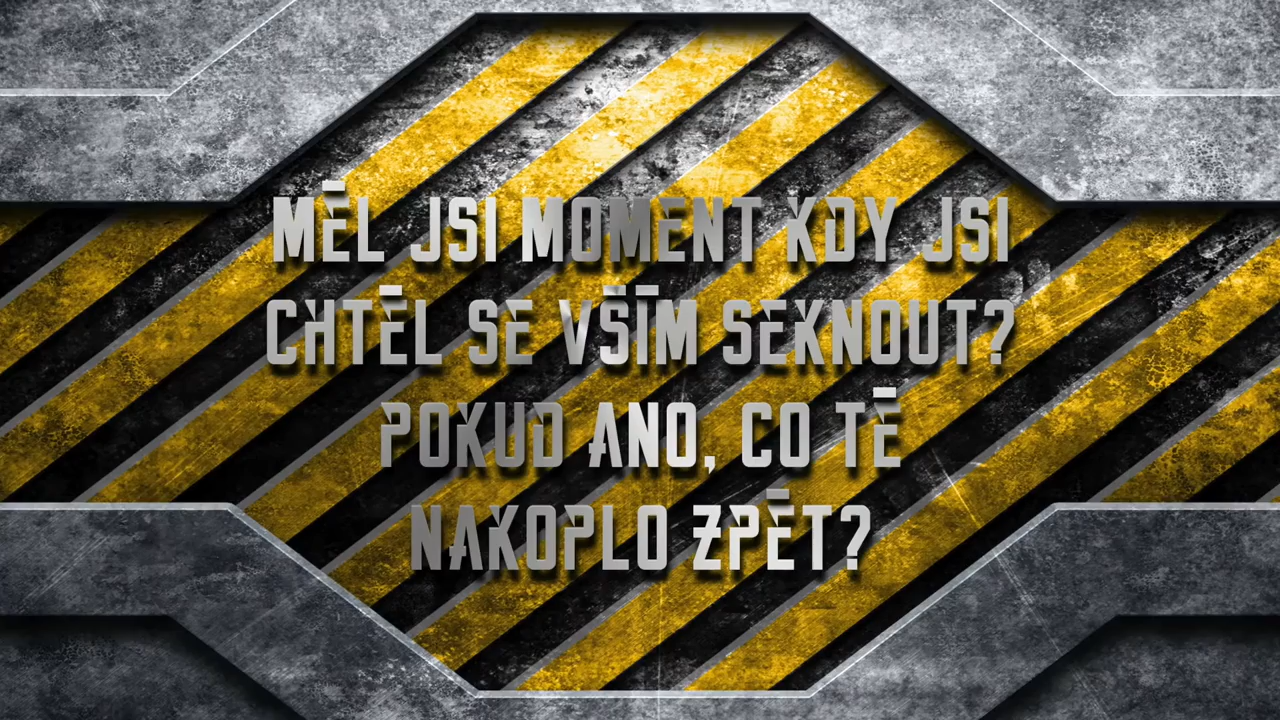 MĚL JSI MOMENT KDY JSI
CHTĚL SE VŠÍM SEKNOUT?
POKUD ANO, CO TĚ
NAKOPLO ZPĚT?